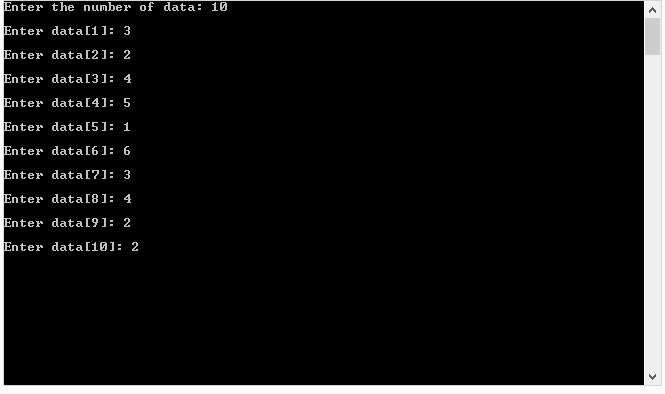 Enter the number of data: 10
Enter data[1]: 3
Enter data[2]: 2
Enter data[3]: 4
Enter data[4]: 5
Enter data[5]: 1
Enter data[6]: 6
Enter data[7]: 3
Enter data[8]: 4
Enter data[9]: 2
Enter data[10]: 2